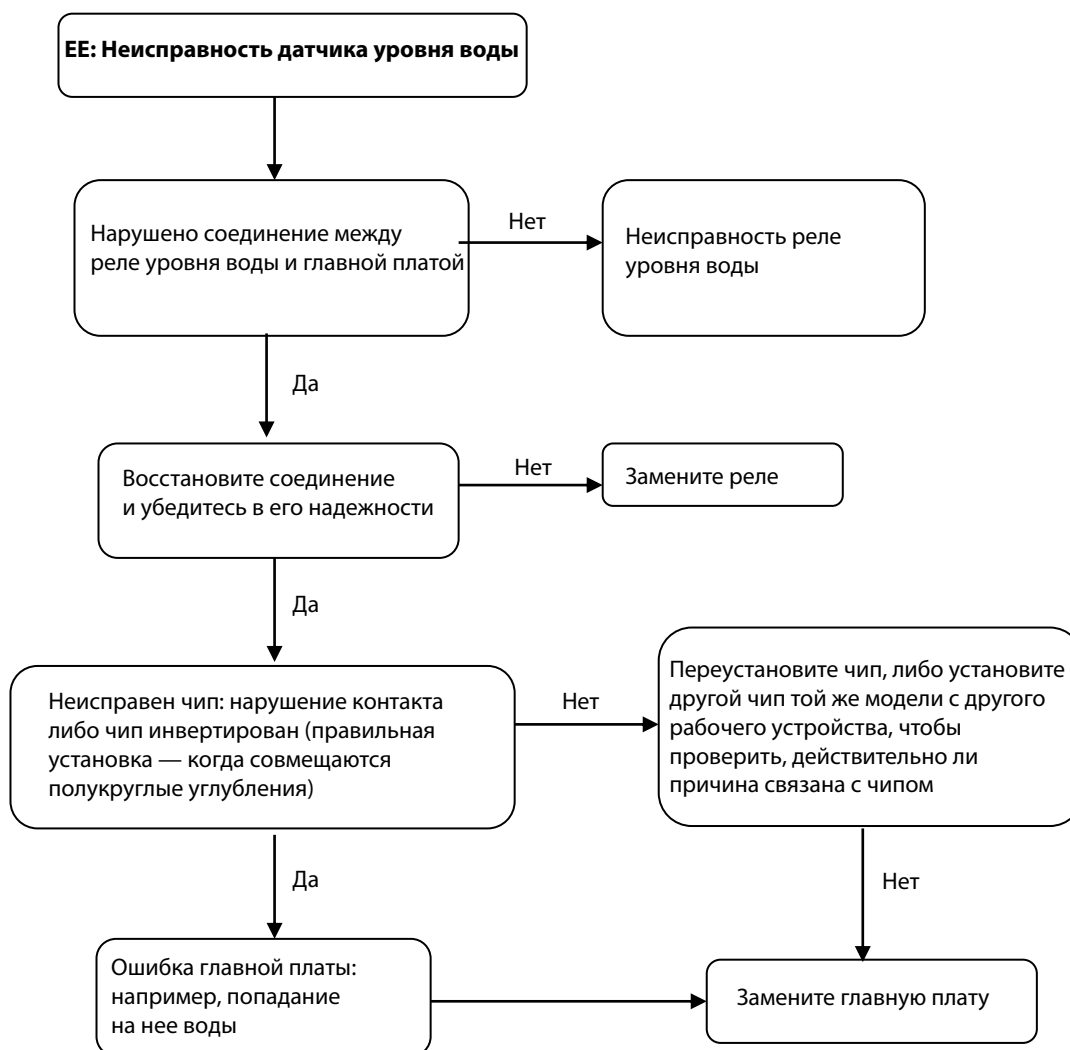 ЕЕ: Неисправность датчика уровня воды
Нарушено соединение между
реле уровня воды и главной платой
Нет
Неисправность реле
уровня воды
Да
Восстановите соединение
и убедитесь в его надежности
Нет
Замените реле
Да
Неисправен чип: нарушение контакта
либо чип инвертирован (правильная
установка — когда совмещаются
полукруглые углубления)
Нет
Переустановите чип, либо установите
другой чип той же модели с другого
рабочего устройства, чтобы
проверить, действительно ли
причина связана с чипом
Да
Нет
Ошибка главной платы:
например, попадание
на нее воды
Замените главную плату